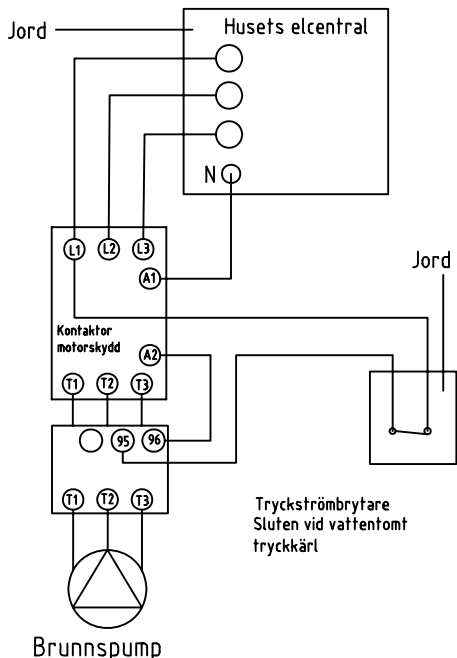 Jord
Husets elcentral
N
L1 L2 L3
A1
Jord
Kontaktor
motorskydd
A2
T1 T2 T3
95 96
T1 T2 T3
Tryckströmbrytare
Sluten vid vattentomt
tryckkärl
Brunnspump